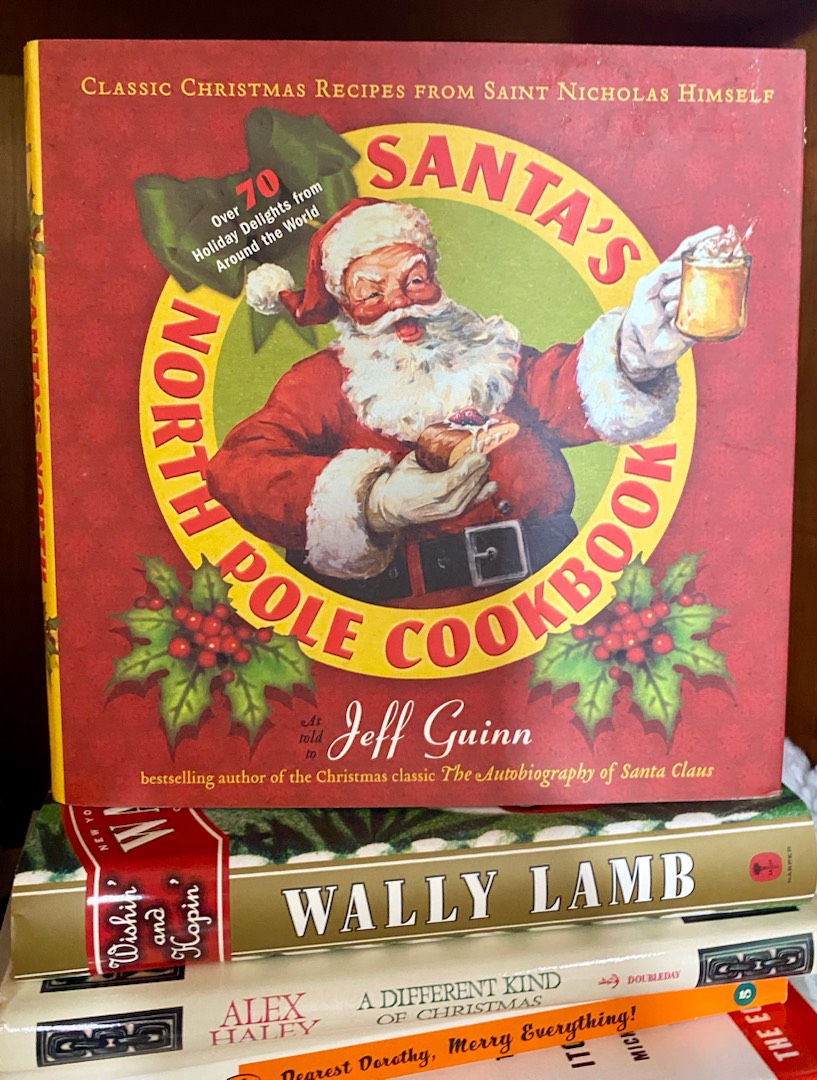 CLASSIC CHRISTMAS RECIPES FROM SAINT NICHOLAS HIMSELF
Over 70
Holiday Delights from
Around the World
SANTA'S
NORTH POLE COOKBOOK
As
told
to
Jeff Guinn
bestselling author of the Christmas classic The Autobiography of Santa Claus
SANTA'S NORTH
Wishin'
and
Hopin'
WALLY LAMB
HARPER
ALEX
HALEY
A DIFFERENT KIND
OF CHRISTMAS
DOUBLEDAY
Dearest Dorothy, Merry Everything!